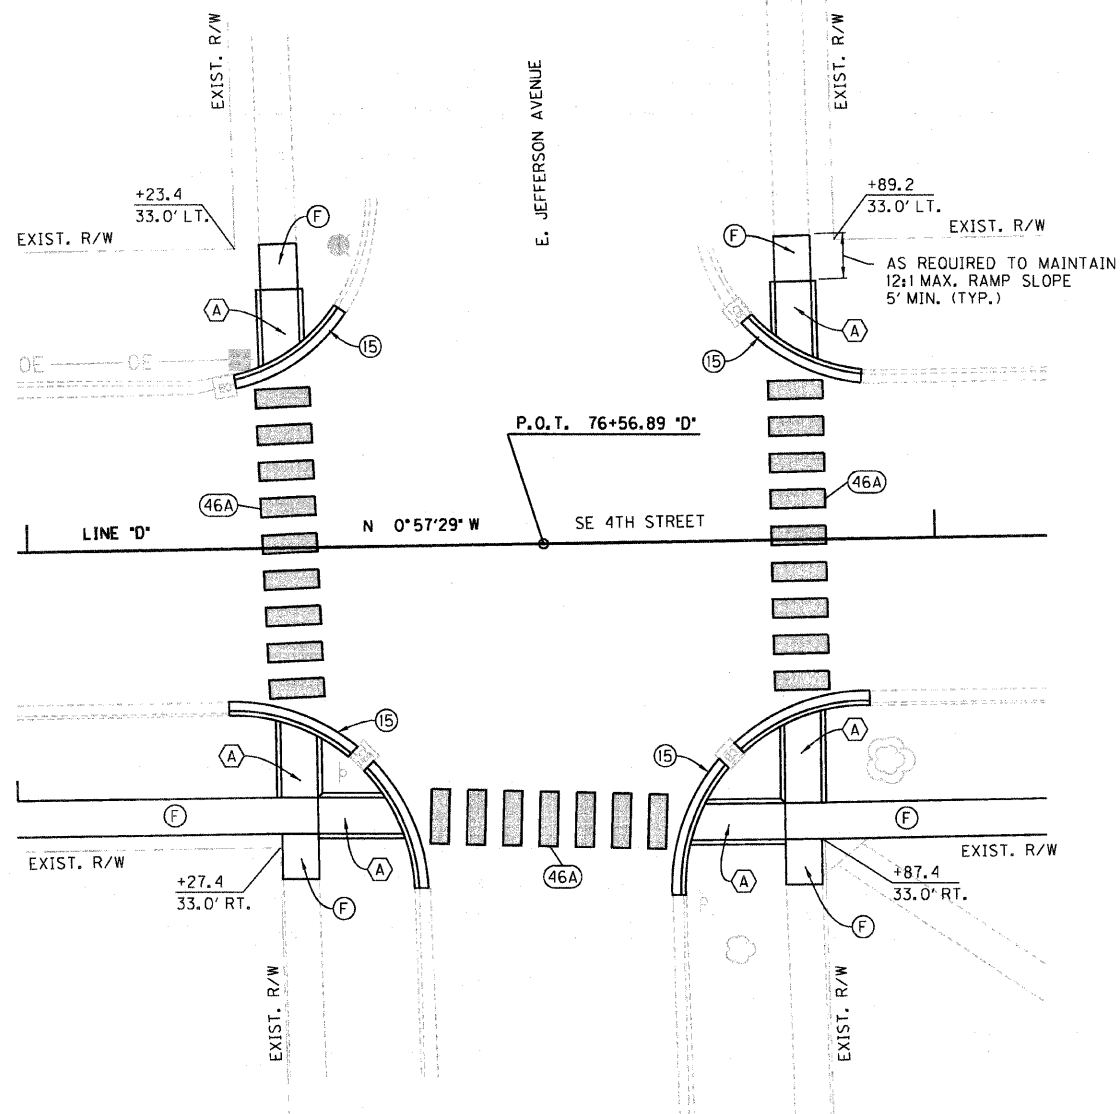 EXIST. R/W
E. JEFFERSON AVENUE
EXIST. R/W
+23.4
33.0' LT.
F
EXIST. R/W
+89.2
33.0' LT.
EXIST. R/W
F
AS REQUIRED TO MAINTAIN
12:1 MAX. RAMP SLOPE
5' MIN. (TYP.)
A
A
15
15
OE
OE
P.O.T. 76+56.89 "D"
46A
46A
LINE "D"
N 0°57'29" W
SE 4TH STREET
15
15
A
A
F
F
A
A
EXIST. R/W
EXIST. R/W
46A
+27.4
33.0' RT.
+87.4
33.0' RT.
F
F
EXIST. R/W
EXIST. R/W